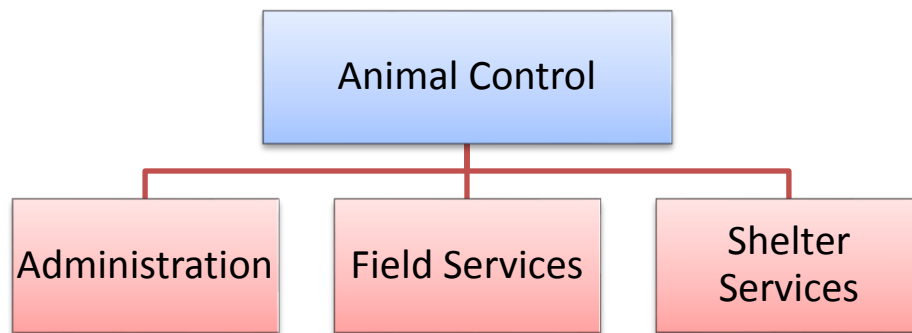 Animal Control
Administration
Field Services
Shelter
Services